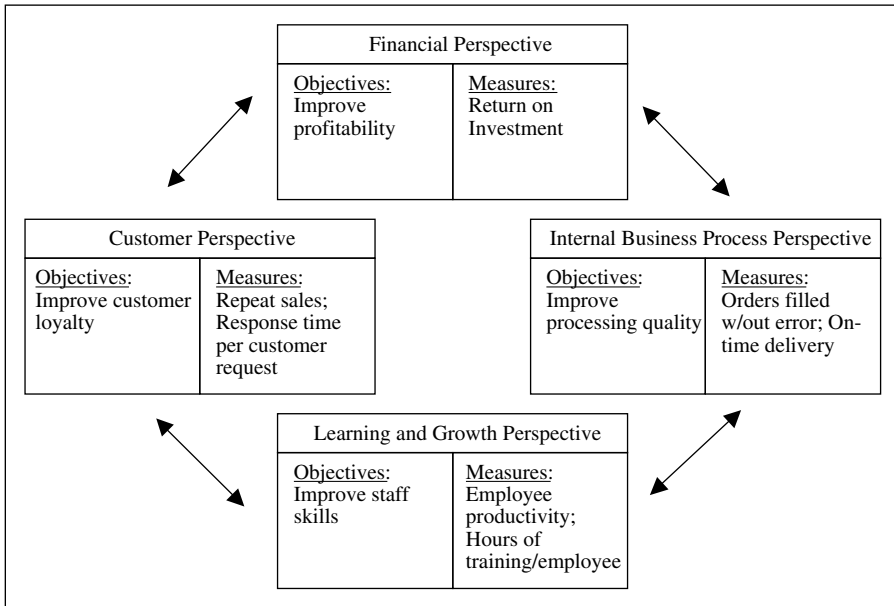 Financial Perspective
Objectives:
Improve
profitability
Measures:
Return on
Investment
Customer Perspective
Objectives:
Improve customer
loyalty
Measures:
Repeat sales;
Response time
per customer
request
Internal Business Process Perspective
Objectives:
Improve
processing quality
Measures:
Orders filled
w/out error; On-
time delivery
Learning and Growth Perspective
Objectives:
Improve staff
skills
Measures:
Employee
productivity;
Hours of
training/employee